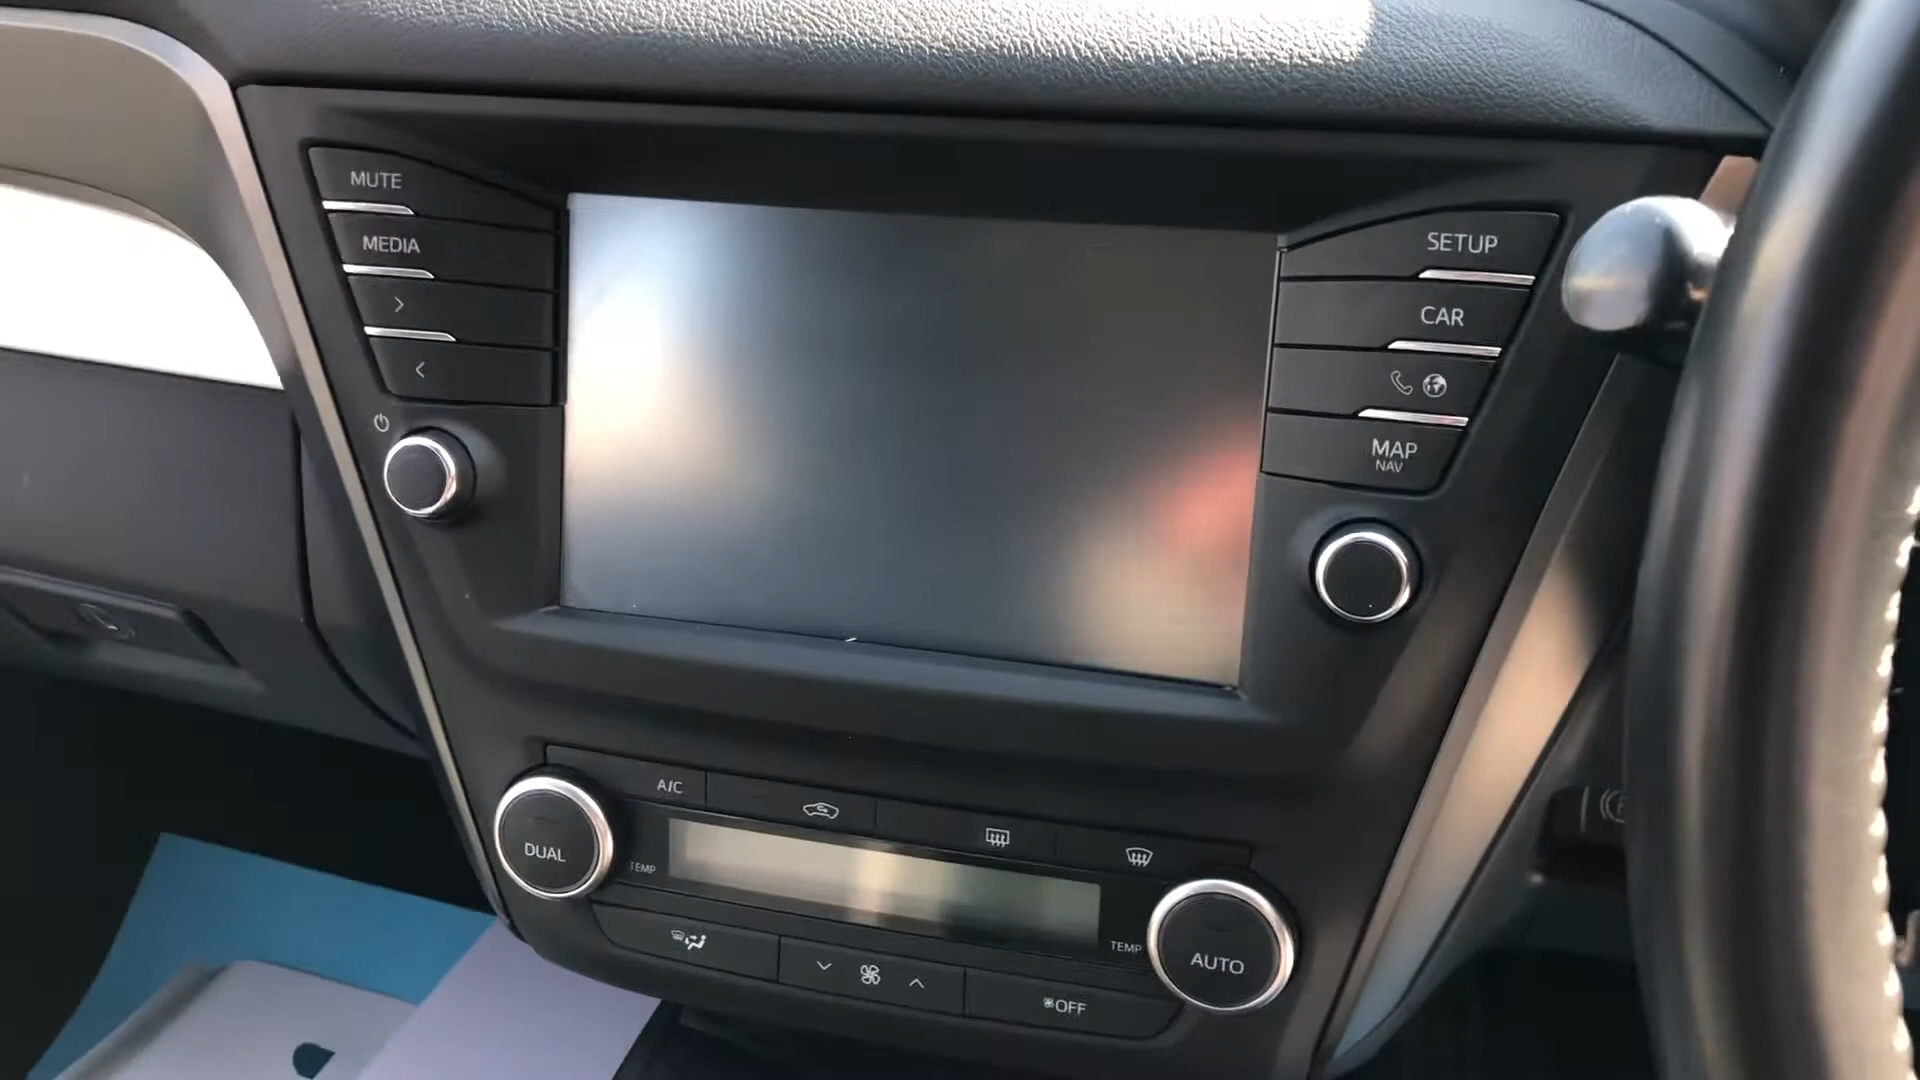 MUTE
MEDIA
>
<
SETUP
CAR
MAP
NAV
A/C
DUAL
TEMP
TEMP
AUTO
OFF